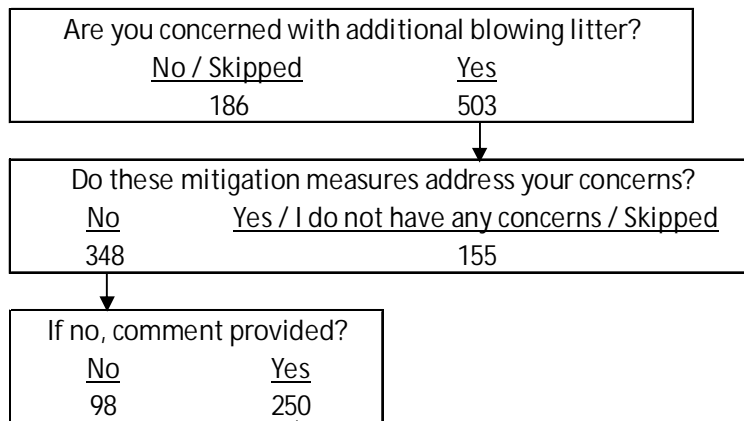 Are you concerned with additional blowing litter?
No / Skipped Yes
186 503
Do these mitigation measures address your concerns?
No Yes / I do not have any concerns / Skipped
348 155
If no, comment provided?
No Yes
98 250